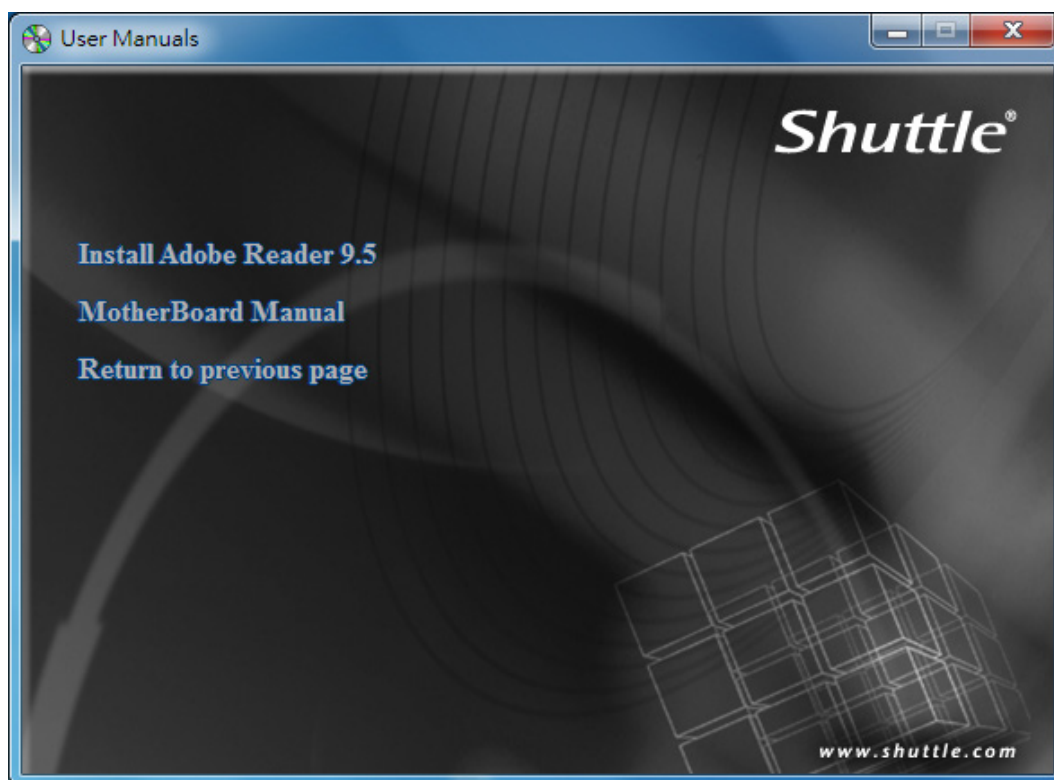 User Manuals
Shuttle®
Install Adobe Reader 9.5
MotherBoard Manual
Return to previous page
www.shuttle.com